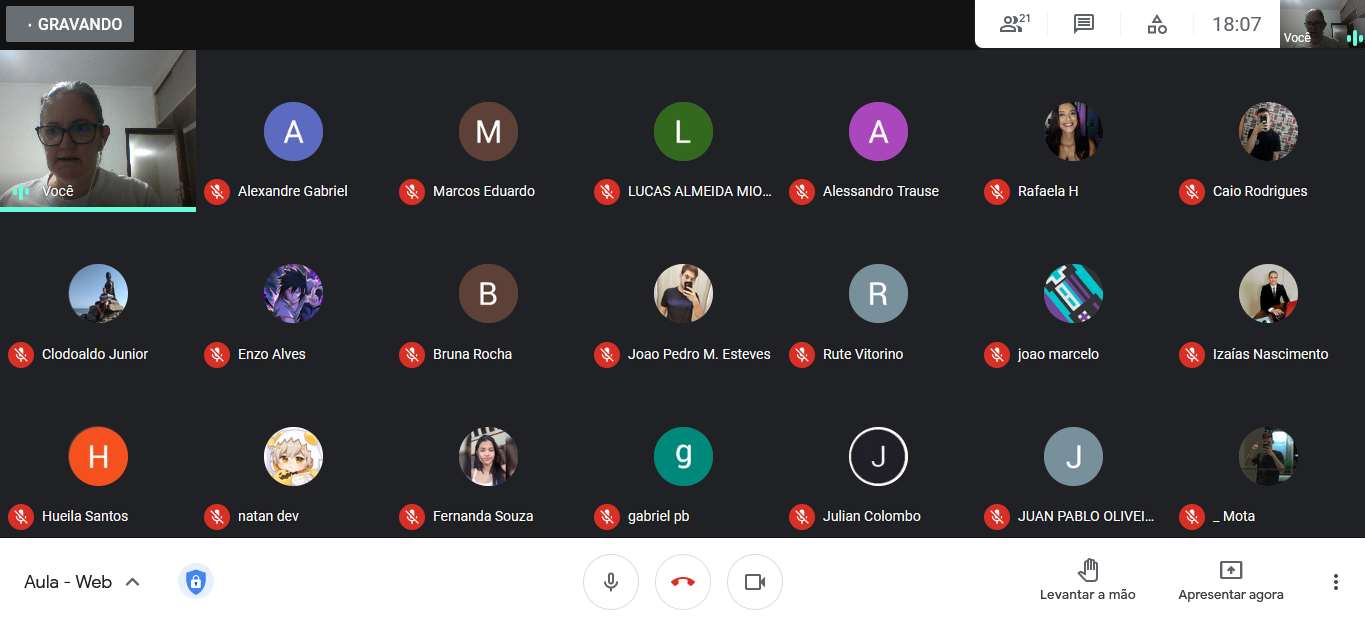 · GRAVANDO
21
18:07
Você
A
M
L
A
Você
Alexandre Gabriel
Marcos Eduardo
LUCAS ALMEIDA MIO...
Alessandro Trause
Rafaela H
Caio Rodrigues
B
R
Clodoaldo Junior
Enzo Alves
Bruna Rocha
Joao Pedro M. Esteves
Rute Vitorino
joao marcelo
Izaías Nascimento
H
g
J
J
Hueila Santos
natan dev
Fernanda Souza
gabriel pb
Julian Colombo
JUAN PABLO OLIVEI...
_ Mota
Aula - Web
Levantar a mão
Apresentar agora